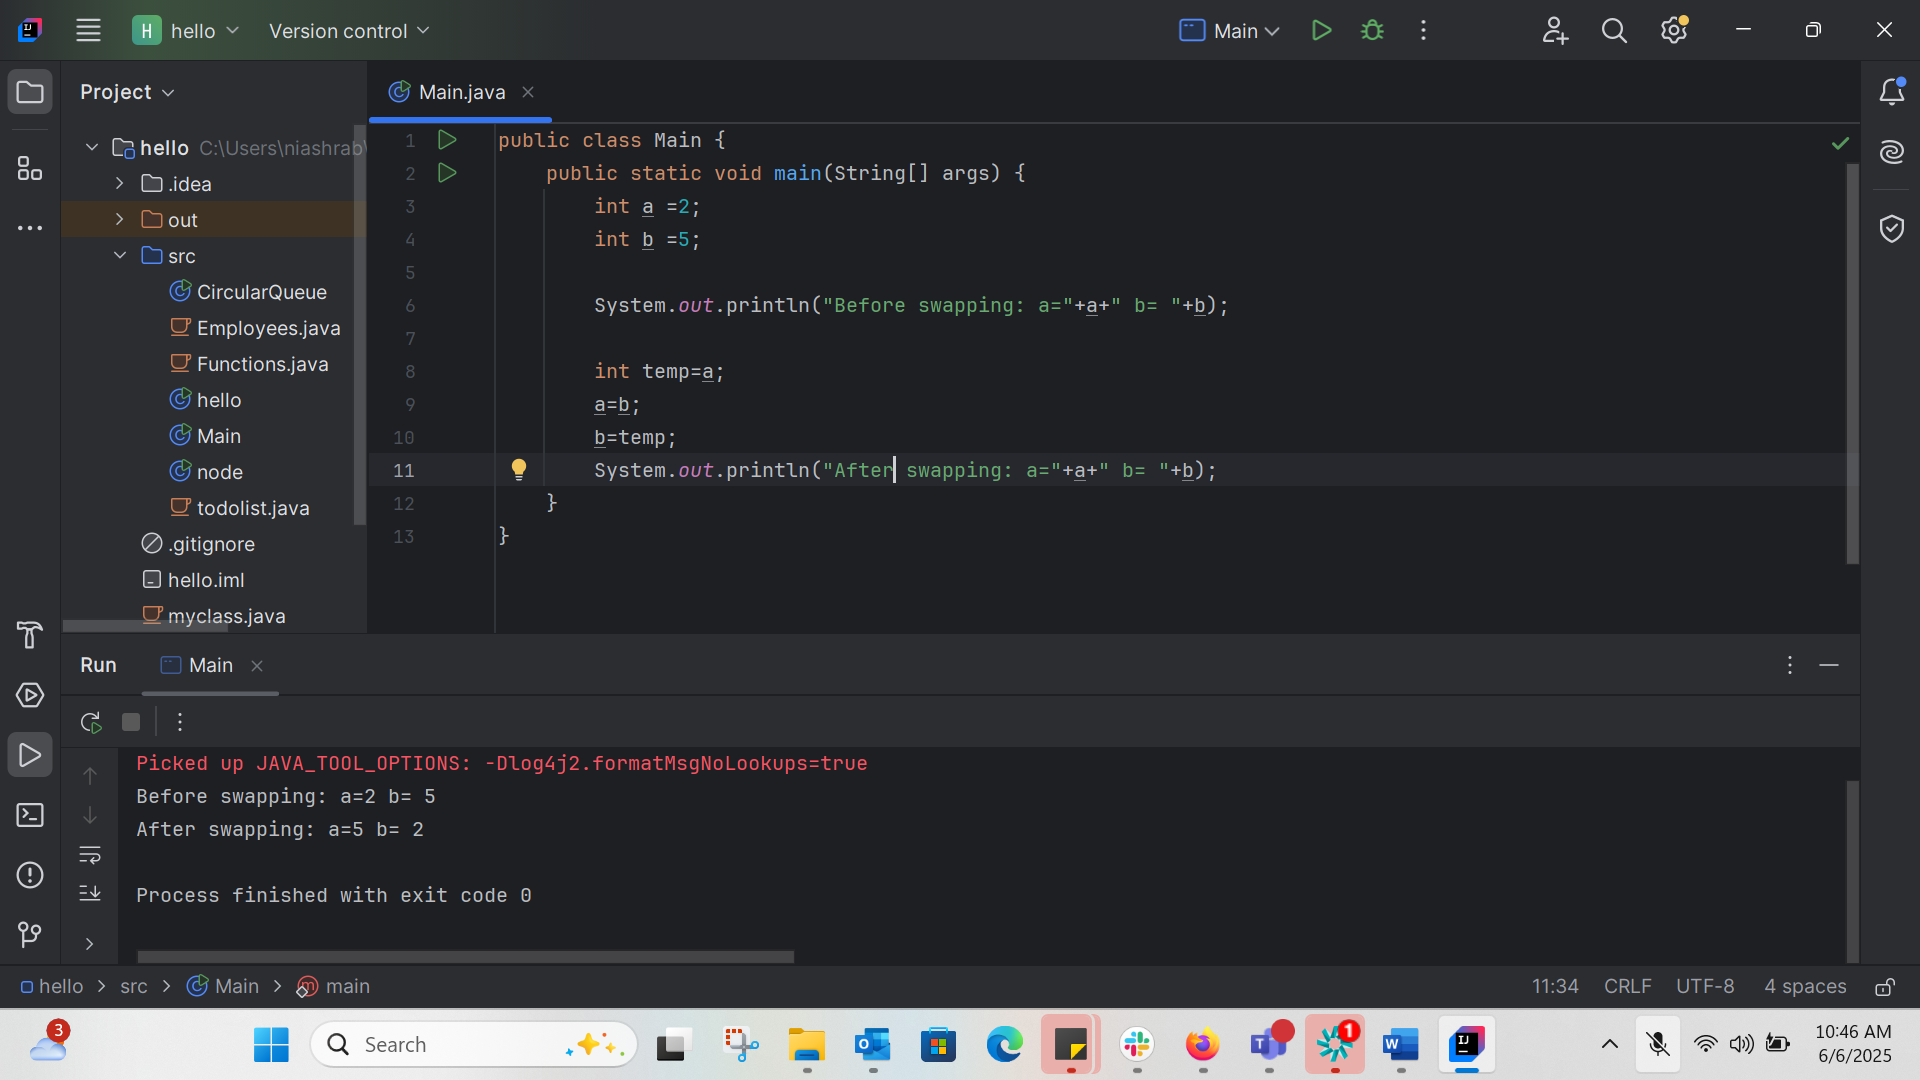 H hello Version control Main
Project
Main.java
hello C:\Users\niashrab\
.idea
out
src
CircularQueue
Employees.java
Functions.java
hello
Main
node
todolist.java
.gitignore
hello.iml
myclass.java
1 public class Main {
2 public static void main(String[] args) {
3 int a =2;
4 int b =5;
5
6 System.out.println("Before swapping: a="+a+" b= "+b);
7
8 int temp=a;
9 a=b;
10 b=temp;
11 System.out.println("After swapping: a="+a+" b= "+b);
12 }
13 }
Run Main
Picked up JAVA_TOOL_OPTIONS: -Dlog4j2.formatMsgNoLookups=true
Before swapping: a=2 b= 5
After swapping: a=5 b= 2
Process finished with exit code 0
hello src Main main 11:34 CRLF UTF-8 4 spaces
3 Search 1 10:46 AM
6/6/2025